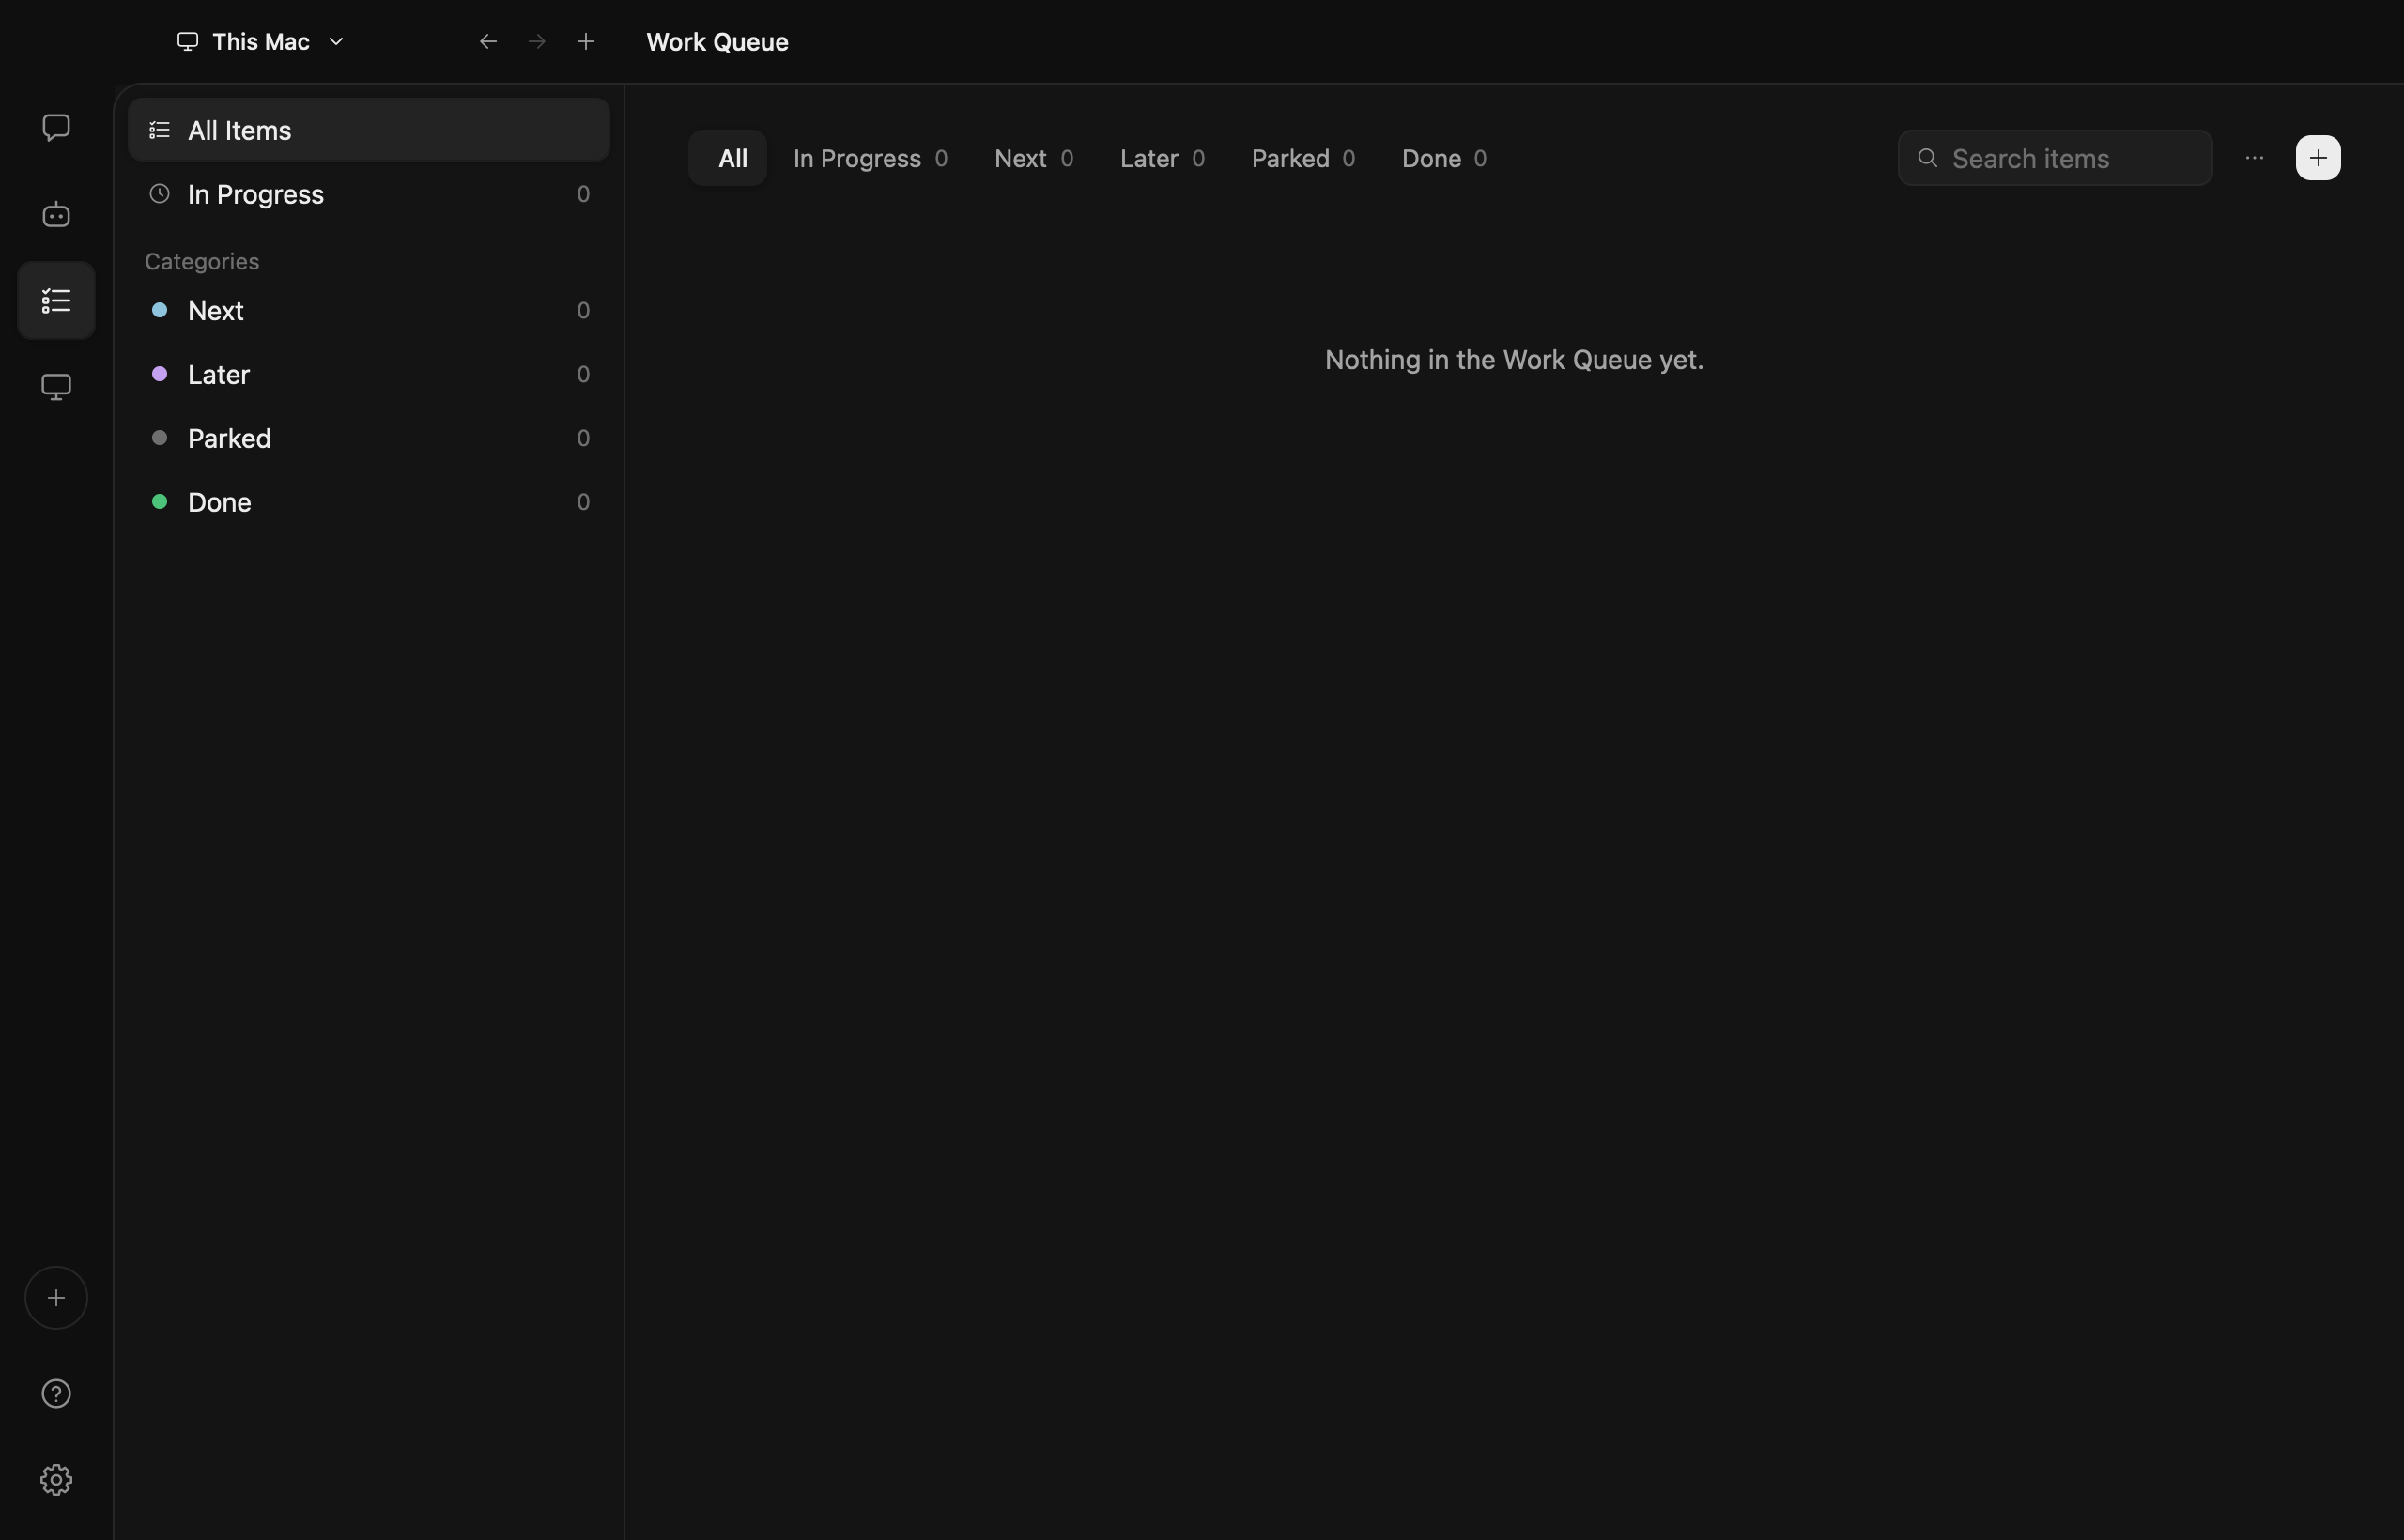 This Mac
Work Queue
All Items
In Progress 0
Categories
Next 0
Later 0
Parked 0
Done 0
All In Progress 0 Next 0 Later 0 Parked 0 Done 0
Search items
Nothing in the Work Queue yet.